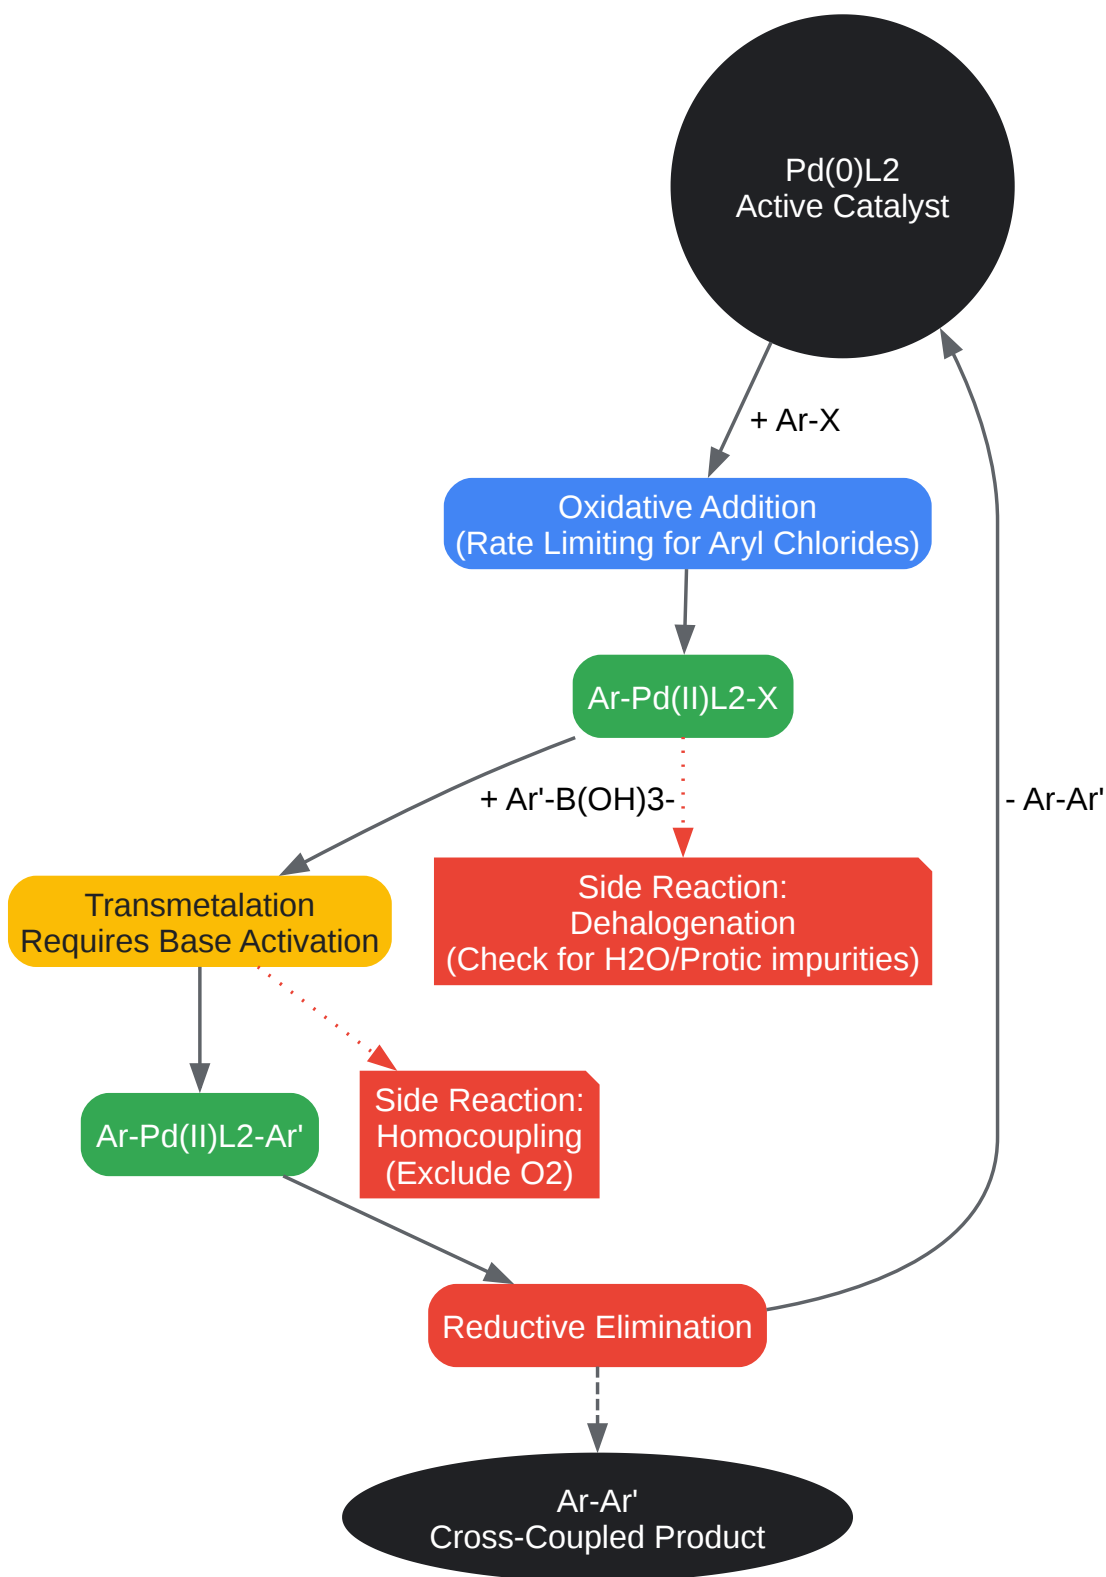 Pd(0)L2
Active Catalyst
+ Ar-X
Oxidative Addition
(Rate Limiting for Aryl Chlorides)
Ar-Pd(II)L2-X
+ Ar'-B(OH)3-
- Ar-Ar'
Side Reaction:
Dehalogenation
(Check for H2O/Protic impurities)
Transmetalation
Requires Base Activation
Side Reaction:
Homocoupling
(Exclude O2)
Ar-Pd(II)L2-Ar'
Reductive Elimination
Ar-Ar'
Cross-Coupled Product